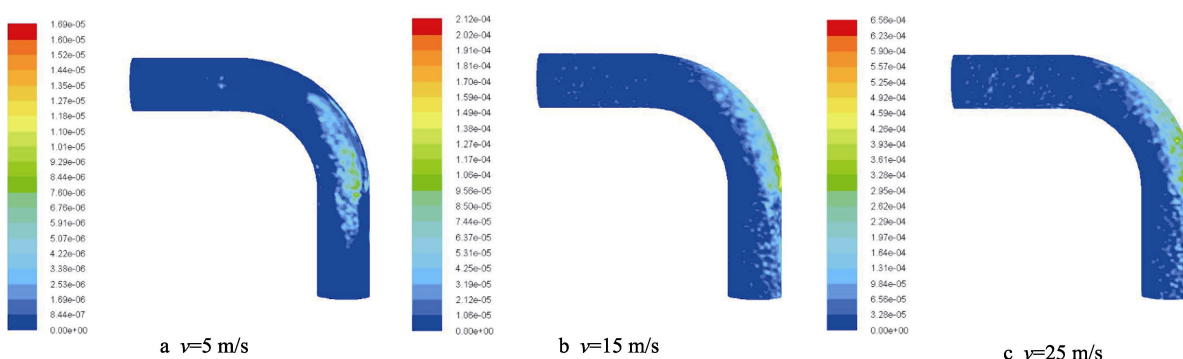 1.69e-05
1.60e-05
1.52e-05
1.44e-05
1.35e-05
1.27e-05
1.18e-05
1.10e-05
1.01e-05
9.29e-06
8.44e-06
7.60e-06
6.76e-06
5.91e-06
5.07e-06
4.22e-06
3.38e-06
2.53e-06
1.69e-06
8.44e-07
0.00e+00
a v=5 m/s
2.12e-04
2.02e-04
1.91e-04
1.81e-04
1.70e-04
1.59e-04
1.49e-04
1.38e-04
1.27e-04
1.17e-04
1.06e-04
9.56e-05
8.50e-05
7.44e-05
6.37e-05
5.31e-05
4.25e-05
3.19e-05
2.12e-05
1.06e-05
0.00e+00
b v=15 m/s
6.56e-04
6.23e-04
5.90e-04
5.57e-04
5.25e-04
4.92e-04
4.59e-04
4.26e-04
3.93e-04
3.61e-04
3.28e-04
2.95e-04
2.62e-04
2.29e-04
1.97e-04
1.64e-04
1.31e-04
9.84e-05
6.56e-05
3.28e-05
0.00e+00
c v=25 m/s